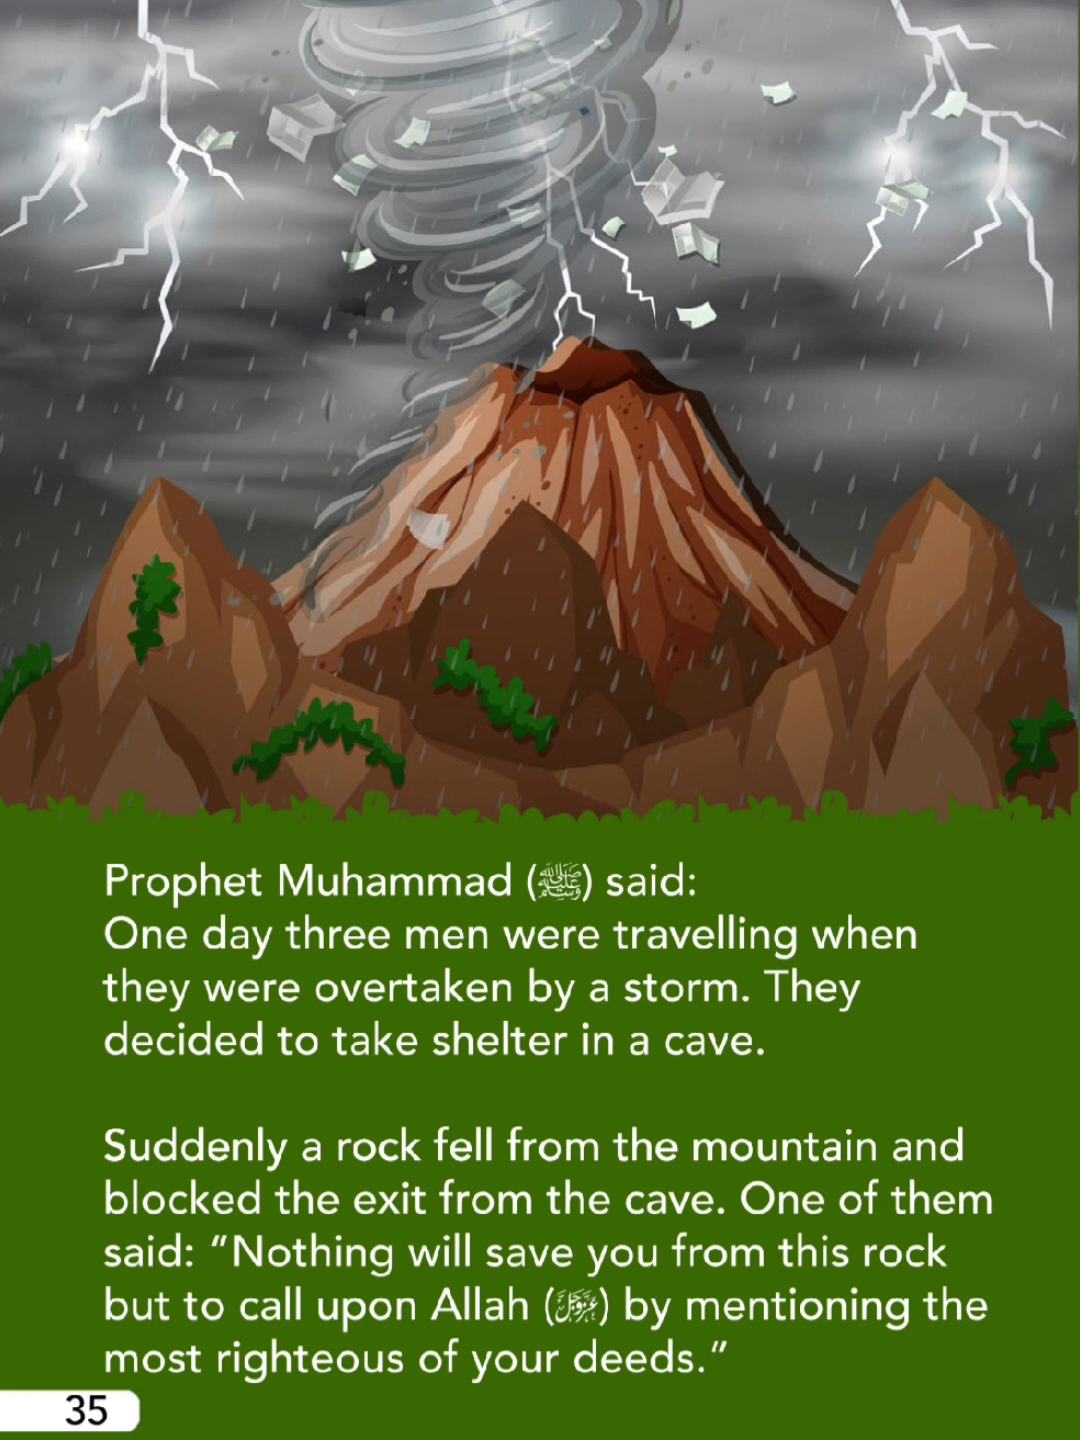 Prophet Muhammad (ﷺ) said:
One day three men were travelling when
they were overtaken by a storm. They
decided to take shelter in a cave.
Suddenly a rock fell from the mountain and
blocked the exit from the cave. One of them
said: “Nothing will save you from this rock
but to call upon Allah (عَزَّوَجَلَّ) by mentioning the
most righteous of your deeds.”
35